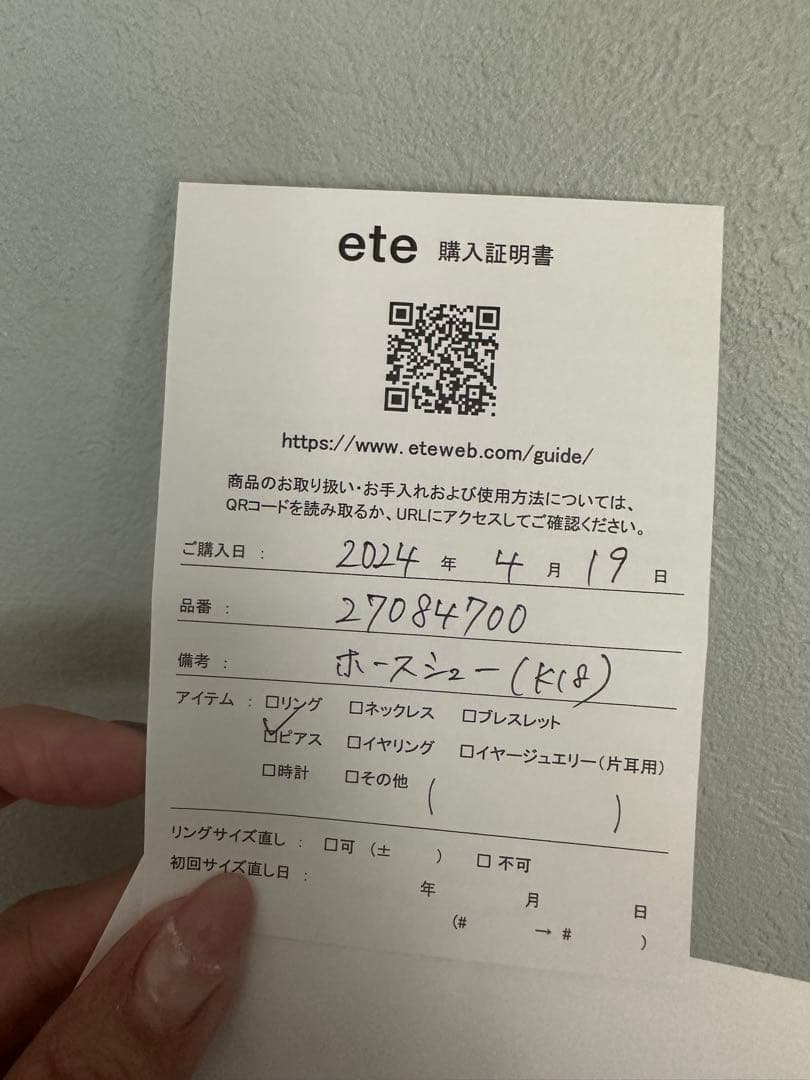 ete 購入証明書
https://www.eteweb.com/guide/
商品のお取り扱い・お手入れおよび使用方法については、
QRコードを読み取るか、URLにアクセスしてご確認ください。
ご購入日 : 2024 年 4 月 19 日
品番 : 27084700
備考 : ホースシュー(K18)
アイテム : □リング □ネックレス □ブレスレット
☑ピアス □イヤリング □イヤージュエリー(片耳用)
□時計 □その他 ( )
リングサイズ直し : □可 (± ) □不可
初回サイズ直し日 : 年 月 日
(# → # )